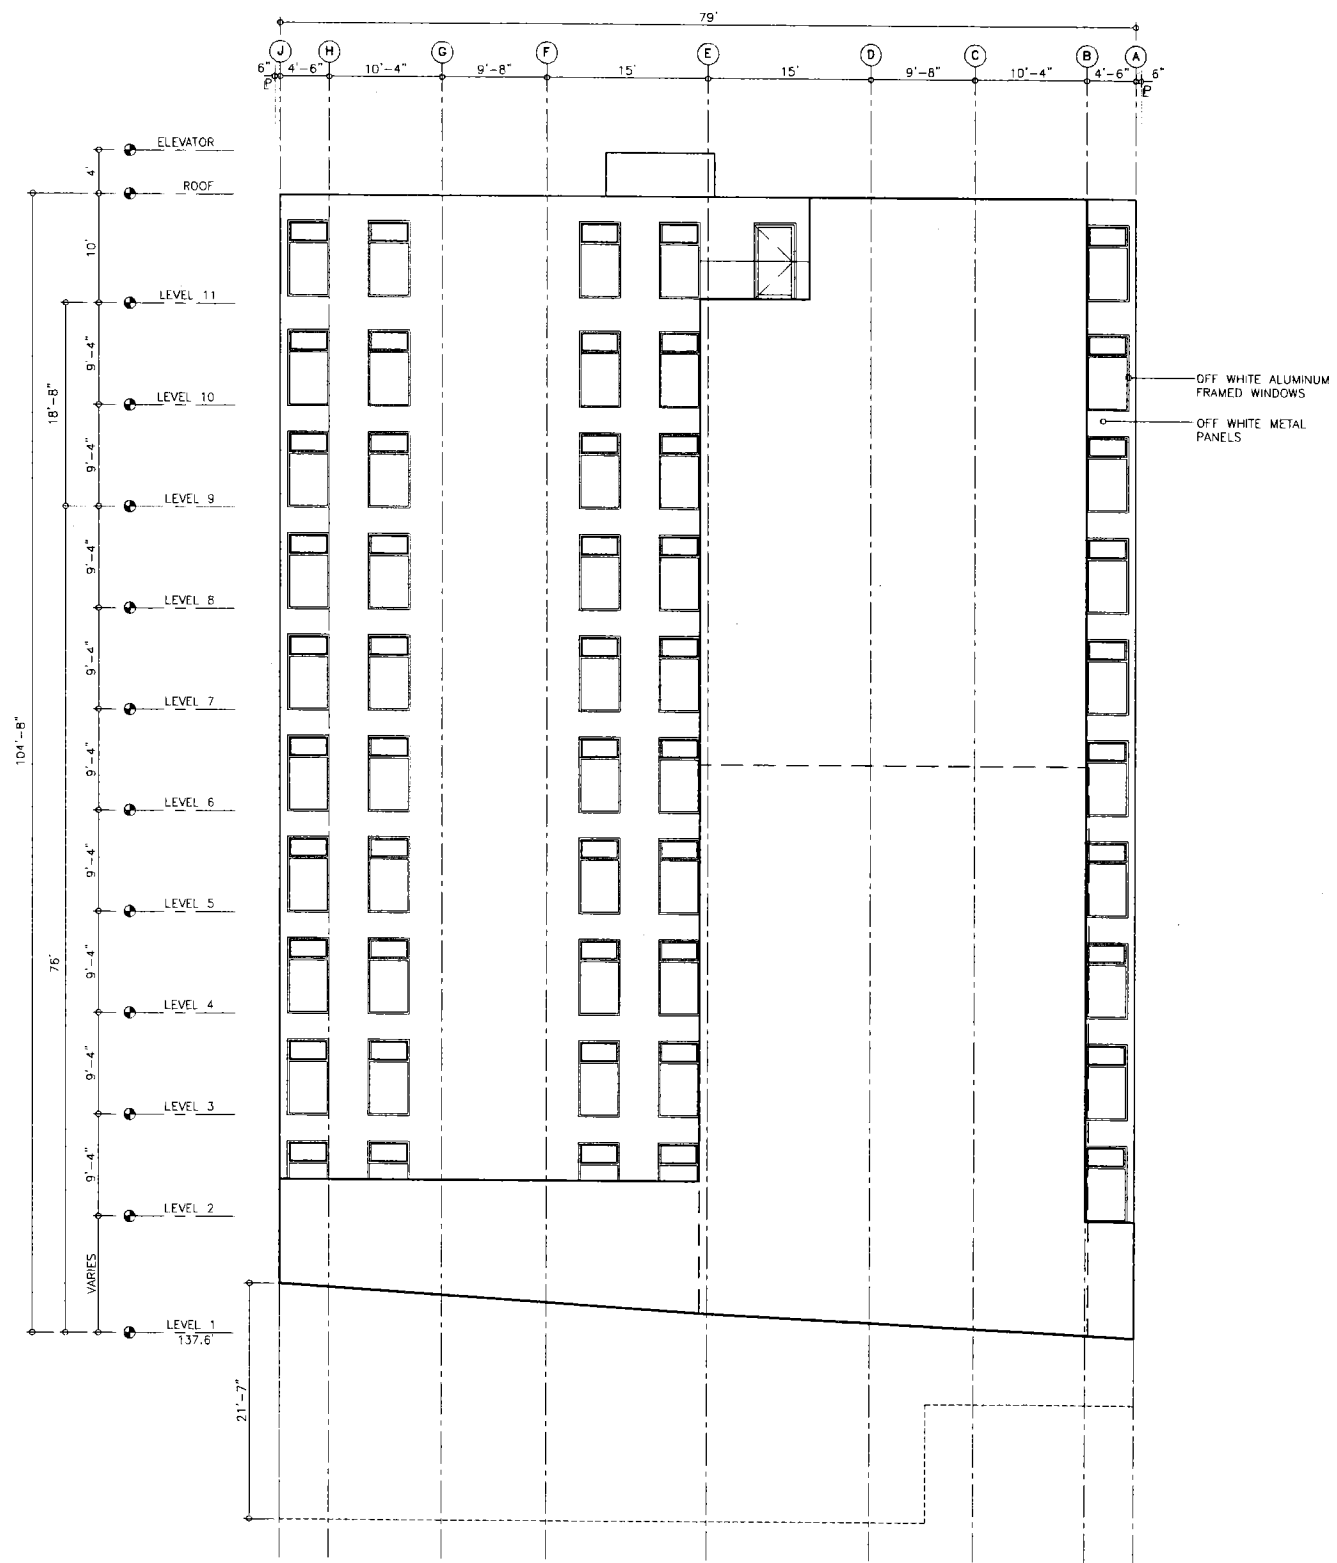 79'
J H G F E D C B A
6" 4'-6" 10'-4" 9'-8" 15' 15' 9'-8" 10'-4" 4'-6" 6"
ELEVATOR
4'
ROOF
10'
LEVEL 11
9'-4"
OFF WHITE ALUMINUM
FRAMED WINDOWS
18'-8"
LEVEL 10
OFF WHITE METAL
PANELS
9'-4"
LEVEL 9
9'-4"
LEVEL 8
9'-4"
LEVEL 7
104'-8"
9'-4"
LEVEL 6
9'-4"
LEVEL 5
76'
9'-4"
LEVEL 4
9'-4"
LEVEL 3
9'-4"
LEVEL 2
VARIES
LEVEL 1
137.6'
21'-7"